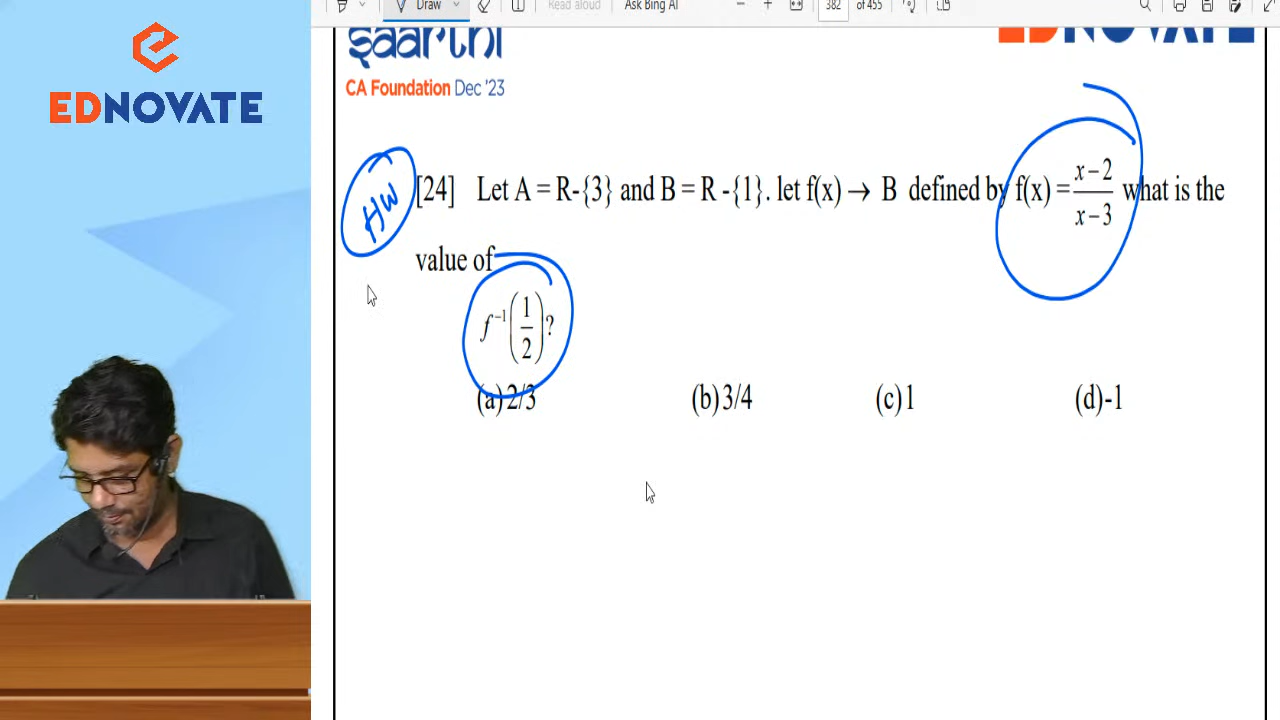 Draw
Read aloud
Ask Bing AI
382 of 455
EDNOVATE
saarthi
EDNOVATE
CA Foundation Dec '23
HW
[24] Let A = R-{3} and B = R -{1}. let f(x) → B defined by f(x) = (x-2)/(x-3) what is the
value of
f⁻¹(1/2)?
(a) 2/3 (b) 3/4 (c) 1 (d)-1